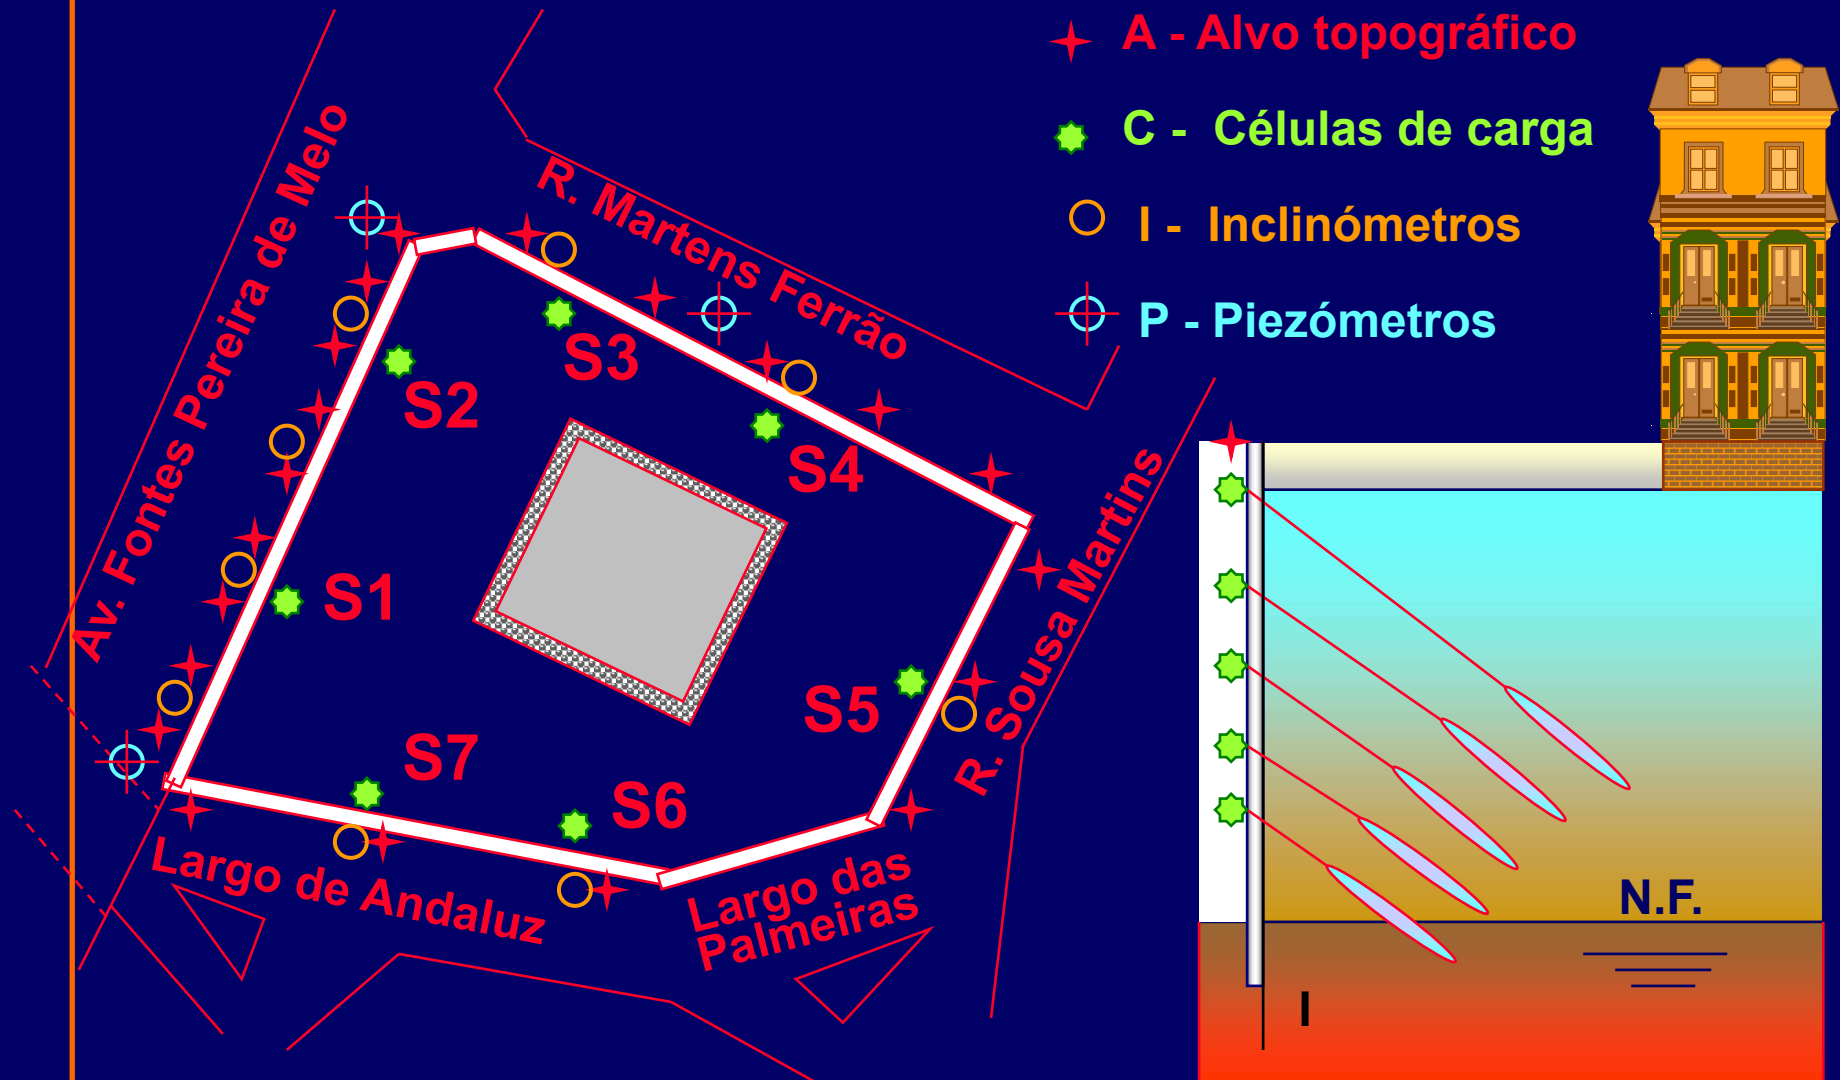 A - Alvo topográfico
C - Células de carga
I - Inclinómetros
P - Piezómetros
Av. Fontes Pereira de Melo
R. Martens Ferrão
R. Sousa Martins
S3
S2
S4
S1
S5
S7
S6
Largo de Andaluz
Largo das
Palmeiras
N.F.
I